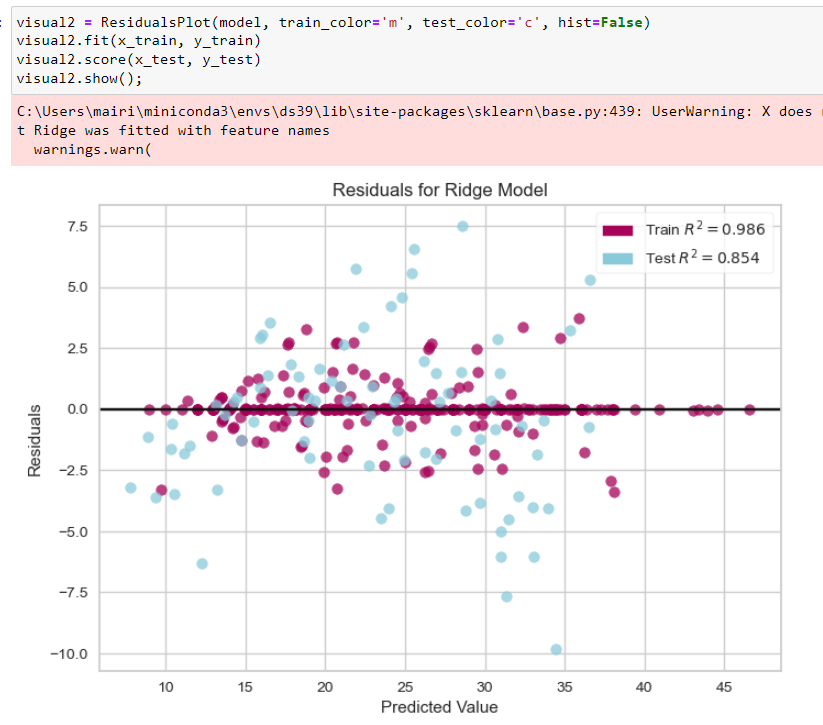 visual2 = ResidualsPlot(model, train_color='m', test_color='c', hist=False)
visual2.fit(x_train, y_train)
visual2.score(x_test, y_test)
visual2.show();
C:\Users\mairi\miniconda3\envs\ds39\lib\site-packages\sklearn\base.py:439: UserWarning: X does
t Ridge was fitted with feature names
  warnings.warn(
Residuals for Ridge Model
Train R² = 0.986
Test R² = 0.854
7.5
5.0
2.5
0.0
−2.5
−5.0
−7.5
−10.0
Residuals
10 15 20 25 30 35 40 45
Predicted Value